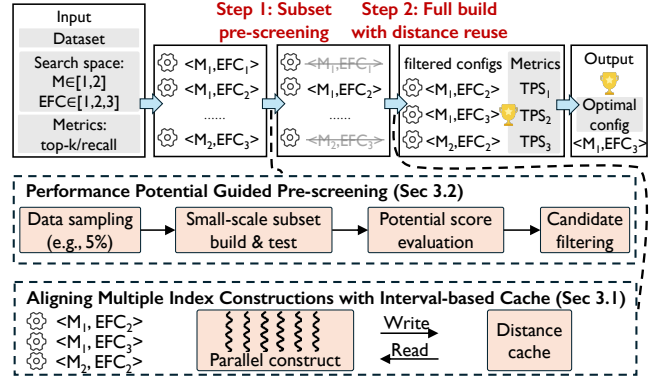 Step 1: Subset
pre-screening
Step 2: Full build
with distance reuse
Input
Dataset
Search space:
M∈[1,2]
EFC∈[1,2,3]
Metrics:
top-k/recall
<M₁,EFC₁>
<M₁,EFC₂>
......
<M₂,EFC₃>
<M₁,EFC₁>
<M₁,EFC₂>
......
<M₂,EFC₃>
filtered configs
<M₁,EFC₂>
<M₁,EFC₃>
<M₂,EFC₂>
Metrics
TPS₁
TPS₂
TPS₃
Output
Optimal
config
<M₁,EFC₃>
Performance Potential Guided Pre-screening (Sec 3.2)
Data sampling
(e.g., 5%)
Small-scale subset
build & test
Potential score
evaluation
Candidate
filtering
Aligning Multiple Index Constructions with Interval-based Cache (Sec 3.1)
<M₁, EFC₂>
<M₁, EFC₃>
<M₂, EFC₂>
Parallel construct
Write
Read
Distance
cache